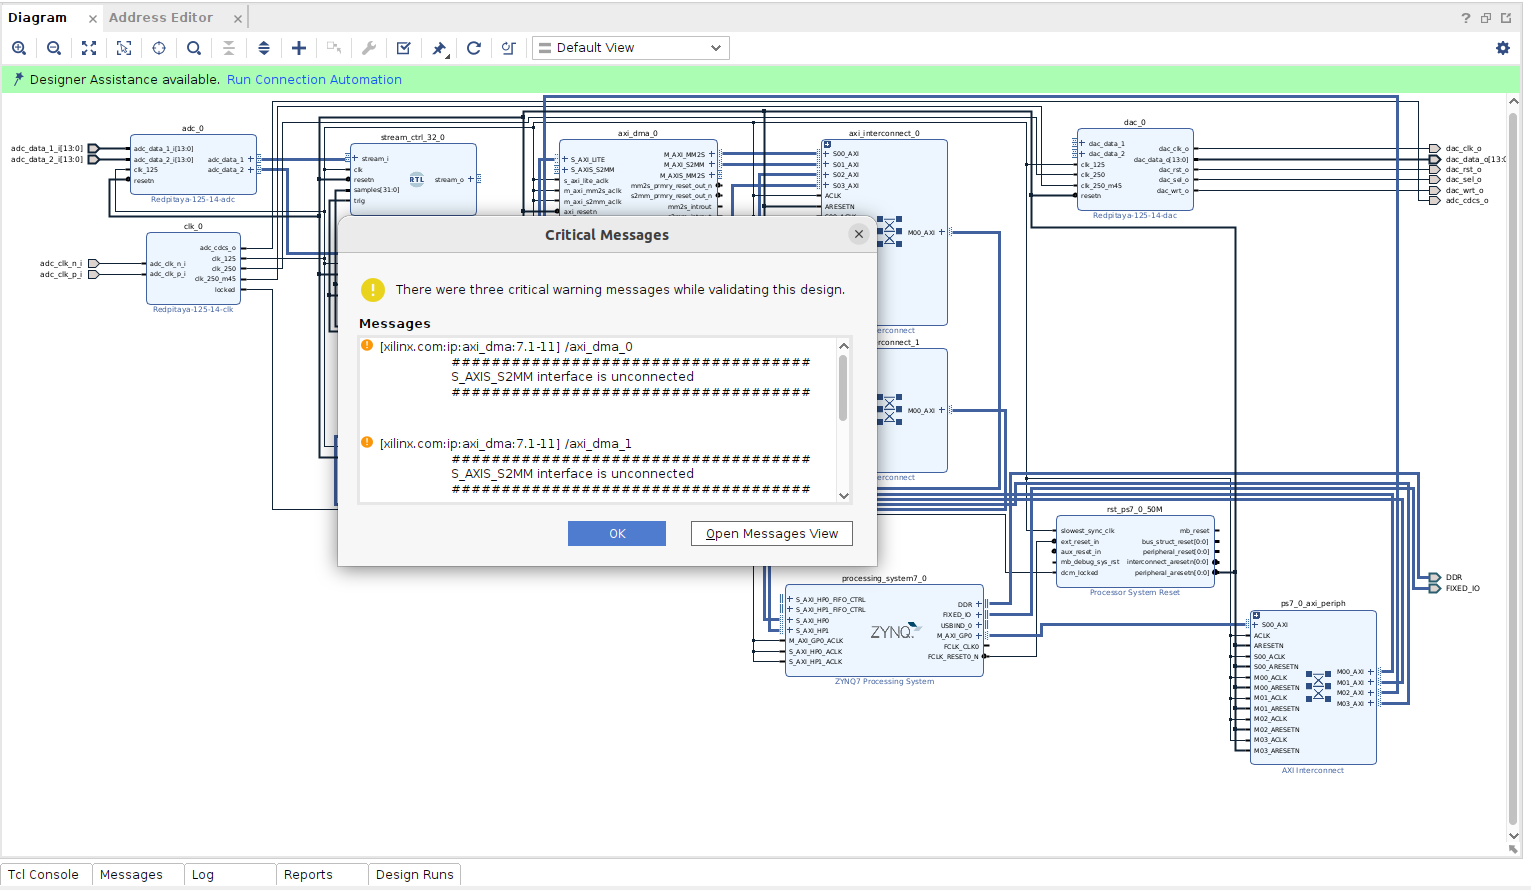 Diagram
Address Editor
Default View
Designer Assistance available. Run Connection Automation
adc_0
adc_data_1_i[13:0]
adc_data_2_i[13:0]
adc_data_1_i[13:0]
adc_data_2_i[13:0]
clk_125
resetn
adc_data_1
adc_data_2
Redpitaya-125-14-adc
clk_0
adc_clk_n_i
adc_clk_p_i
adc_clk_n_i
adc_clk_p_i
adc_cdcs_o
clk_125
clk_250
clk_250_m45
locked
Redpitaya-125-14-clk
stream_ctrl_32_0
stream_i
clk
resetn
samples[31:0]
trig
RTL
stream_o
axi_dma_0
S_AXI_LITE
S_AXIS_S2MM
s_axi_lite_aclk
m_axi_mm2s_aclk
m_axi_s2mm_aclk
axi_resetn
M_AXI_MM2S
M_AXI_S2MM
M_AXIS_MM2S
mm2s_prmry_reset_out_n
s2mm_prmry_reset_out_n
mm2s_introut
axi_interconnect_0
S00_AXI
S01_AXI
S02_AXI
S03_AXI
ACLK
ARESETN
M00_AXI
rconnect
rconnect_1
M00_AXI
rconnect
dac_0
dac_data_1
dac_data_2
clk_125
clk_250
clk_250_m45
resetn
dac_clk_o
dac_data_o[13:0]
dac_rst_o
dac_sel_o
dac_wrt_o
Redpitaya-125-14-dac
dac_clk_o
dac_data_o[13:0
dac_rst_o
dac_sel_o
dac_wrt_o
adc_cdcs_o
Critical Messages
There were three critical warning messages while validating this design.
Messages
[xilinx.com:ip:axi_dma:7.1-11] /axi_dma_0
###################################
S_AXIS_S2MM interface is unconnected
###################################
[xilinx.com:ip:axi_dma:7.1-11] /axi_dma_1
###################################
S_AXIS_S2MM interface is unconnected
###################################
OK
Open Messages View
rst_ps7_0_50M
slowest_sync_clk
ext_reset_in
aux_reset_in
mb_debug_sys_rst
dcm_locked
mb_reset
bus_struct_reset[0:0]
peripheral_reset[0:0]
interconnect_aresetn[0:0]
peripheral_aresetn[0:0]
Processor System Reset
DDR
FIXED_IO
processing_system7_0
S_AXI_HP0_FIFO_CTRL
S_AXI_HP1_FIFO_CTRL
S_AXI_HP0
S_AXI_HP1
M_AXI_GP0_ACLK
S_AXI_HP0_ACLK
S_AXI_HP1_ACLK
ZYNQ
DDR
FIXED_IO
USBIND_0
M_AXI_GP0
FCLK_CLK0
FCLK_RESET0_N
ZYNQ7 Processing System
ps7_0_axi_periph
S00_AXI
ACLK
ARESETN
S00_ACLK
S00_ARESETN
M00_ACLK
M00_ARESETN
M01_ACLK
M01_ARESETN
M02_ACLK
M02_ARESETN
M03_ACLK
M03_ARESETN
M00_AXI
M01_AXI
M02_AXI
M03_AXI
AXI Interconnect
Tcl Console
Messages
Log
Reports
Design Runs